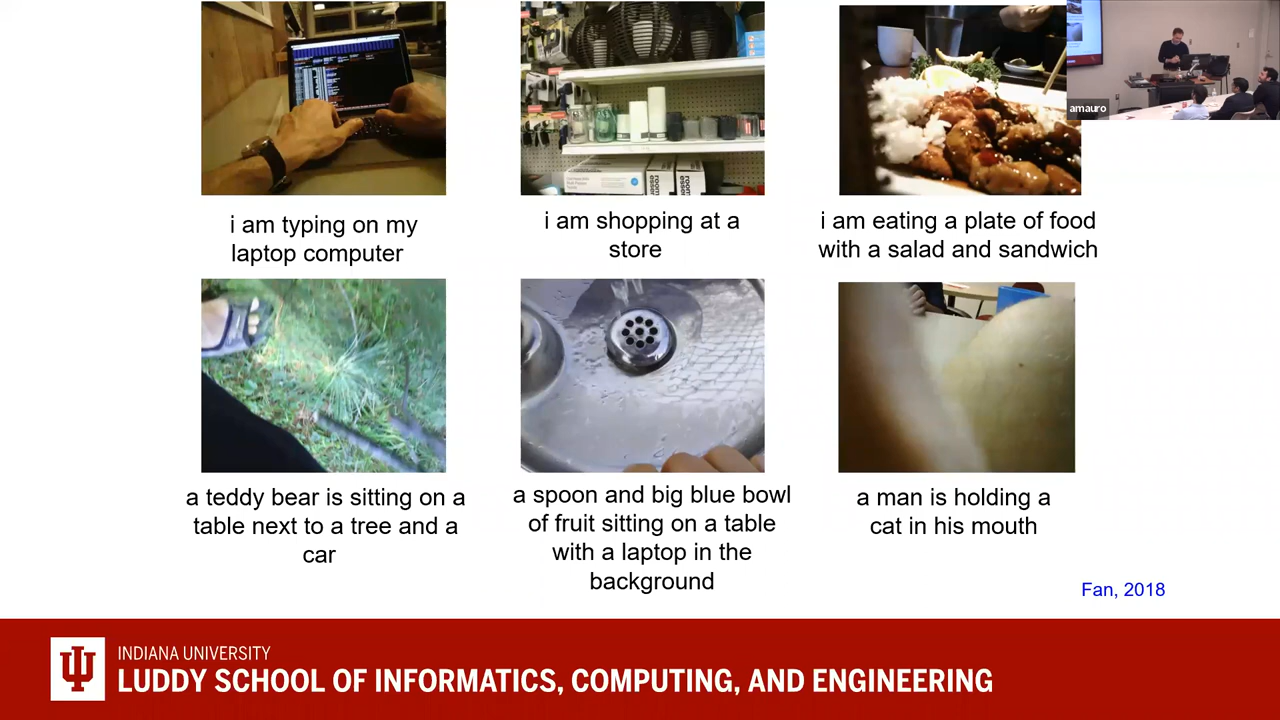 amauro
i am typing on my
laptop computer
i am shopping at a
store
i am eating a plate of food
with a salad and sandwich
a teddy bear is sitting on a
table next to a tree and a
car
a spoon and big blue bowl
of fruit sitting on a table
with a laptop in the
background
a man is holding a
cat in his mouth
Fan, 2018
INDIANA UNIVERSITY
LUDDY SCHOOL OF INFORMATICS, COMPUTING, AND ENGINEERING